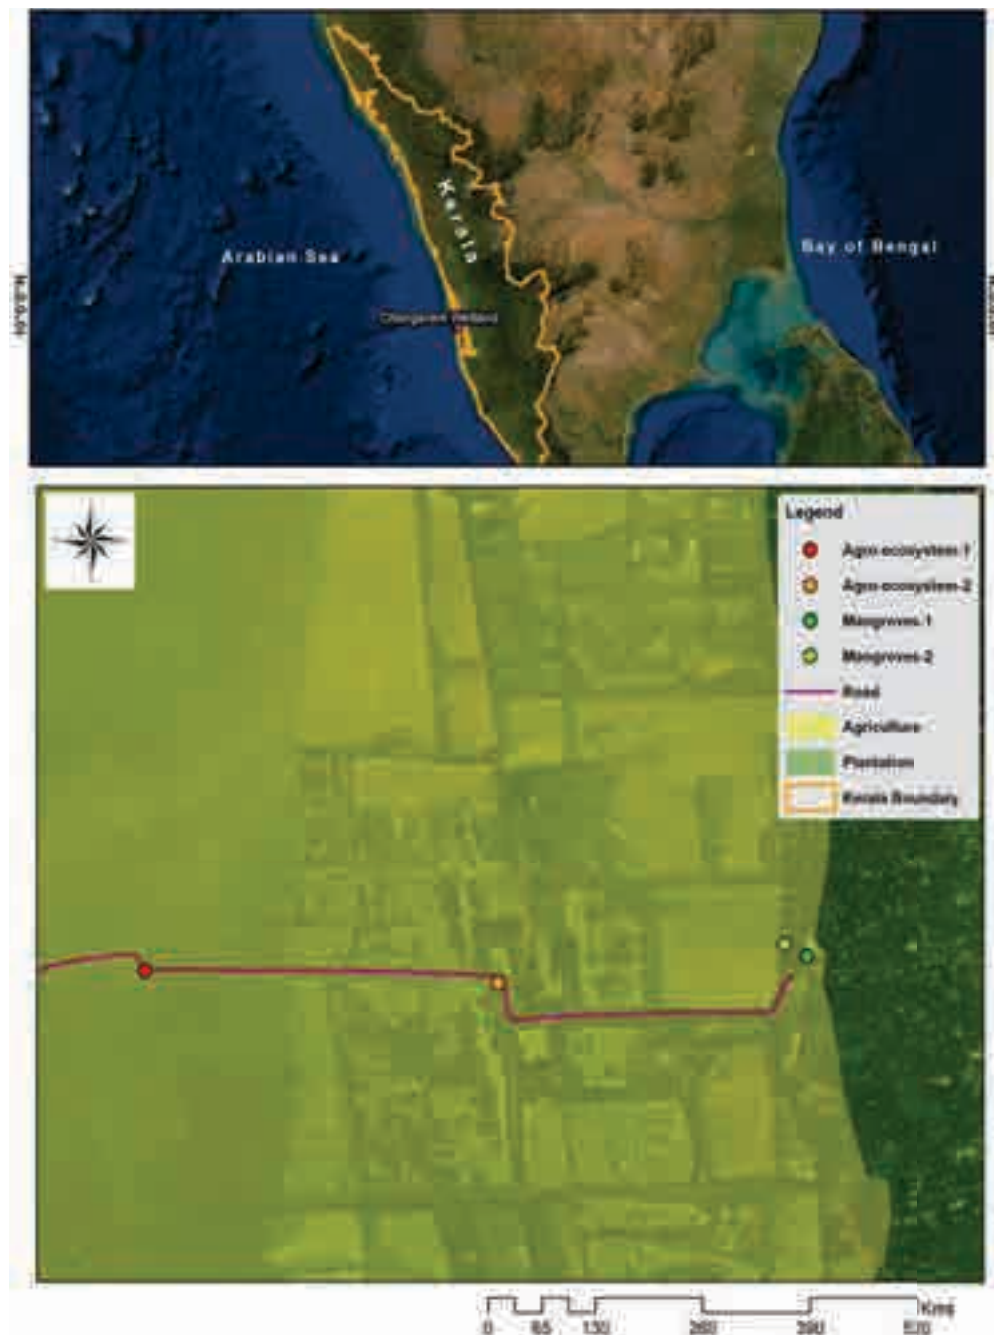 Kerala
Arabian Sea
Bay of Bengal
Wetland
Legend
Agro-ecosystem-1
Agro-ecosystem-2
Mangroves-1
Mangroves-2
Road
Agriculture
Plantation
Kerala Boundary
Kms
0 65 130 260 390 520